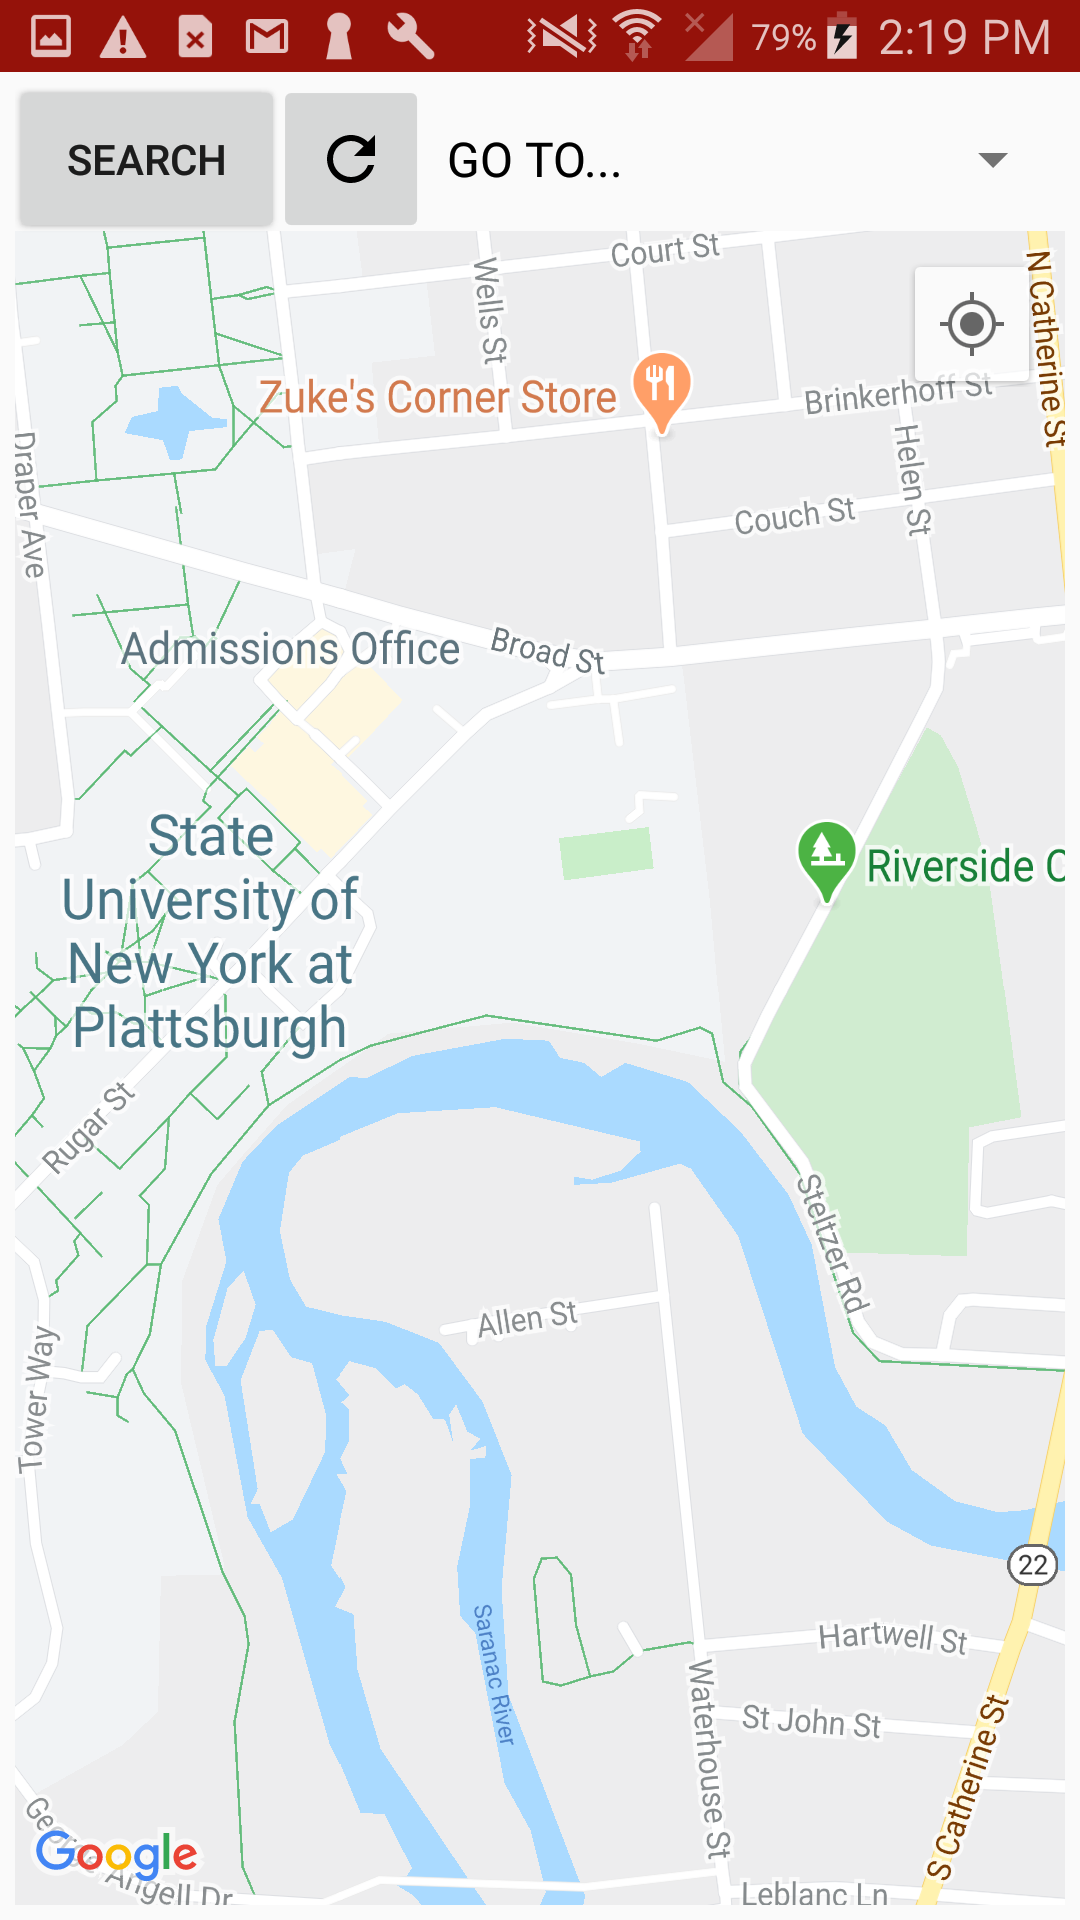 79% 2:19 PM
SEARCH
GO TO...
Court St
Wells St
N Catherine St
Zuke's Corner Store
Brinkerhoff St
Helen St
Draper Ave
Couch St
Admissions Office
Broad St
State
University of
New York at
Plattsburgh
Riverside C
Rugar St
Steltzer Rd
Allen St
Tower Way
22
Saranac River
Hartwell St
Waterhouse St
St John St
S Catherine St
Google
George Angell Dr
Leblanc Ln